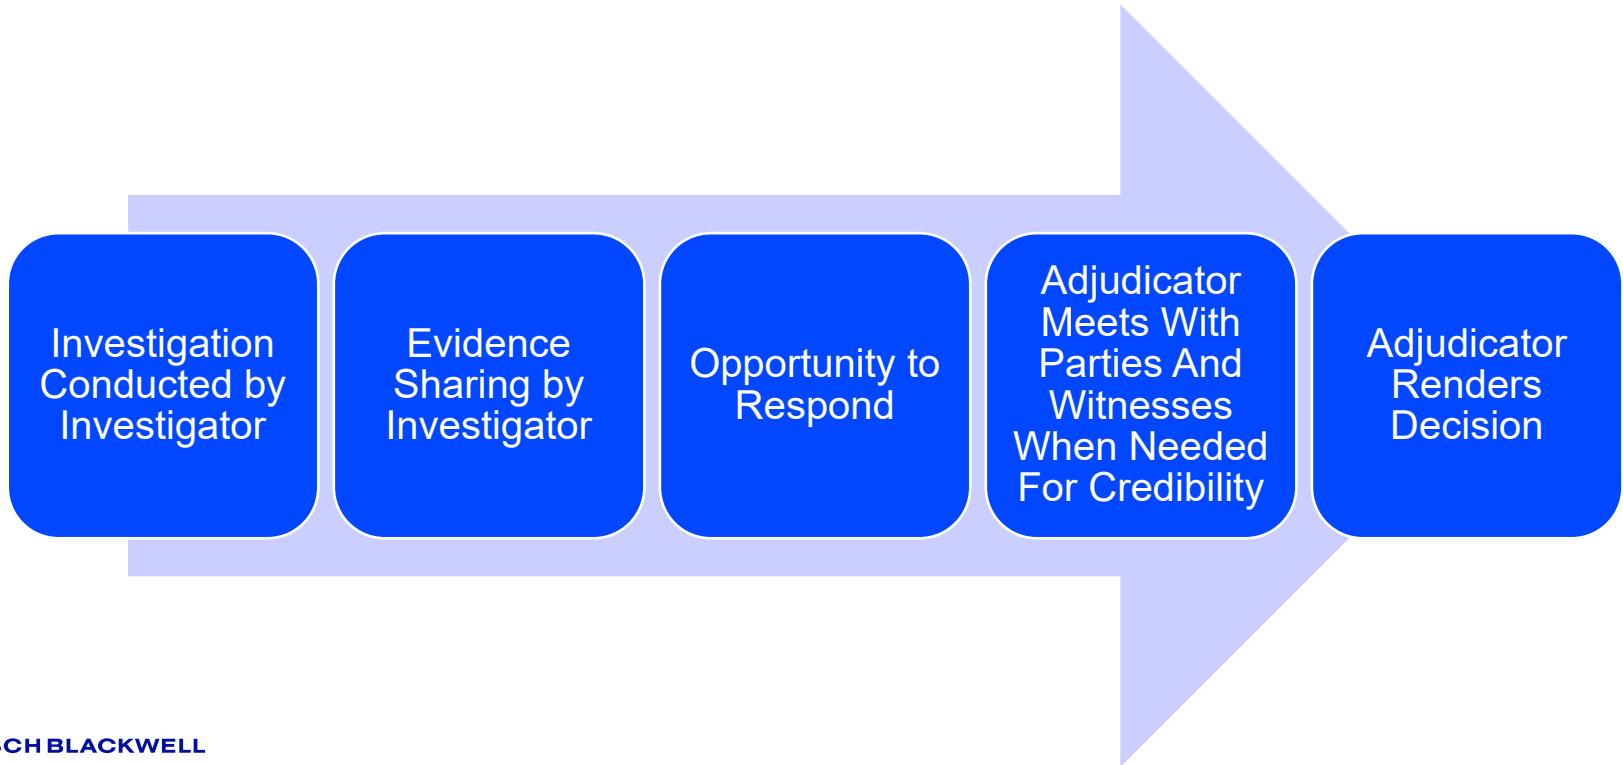 Investigation
Conducted by
Investigator
Evidence
Sharing by
Investigator
Opportunity to
Respond
Adjudicator
Meets With
Parties And
Witnesses
When Needed
For Credibility
Adjudicator
Renders
Decision
BLACKWELL